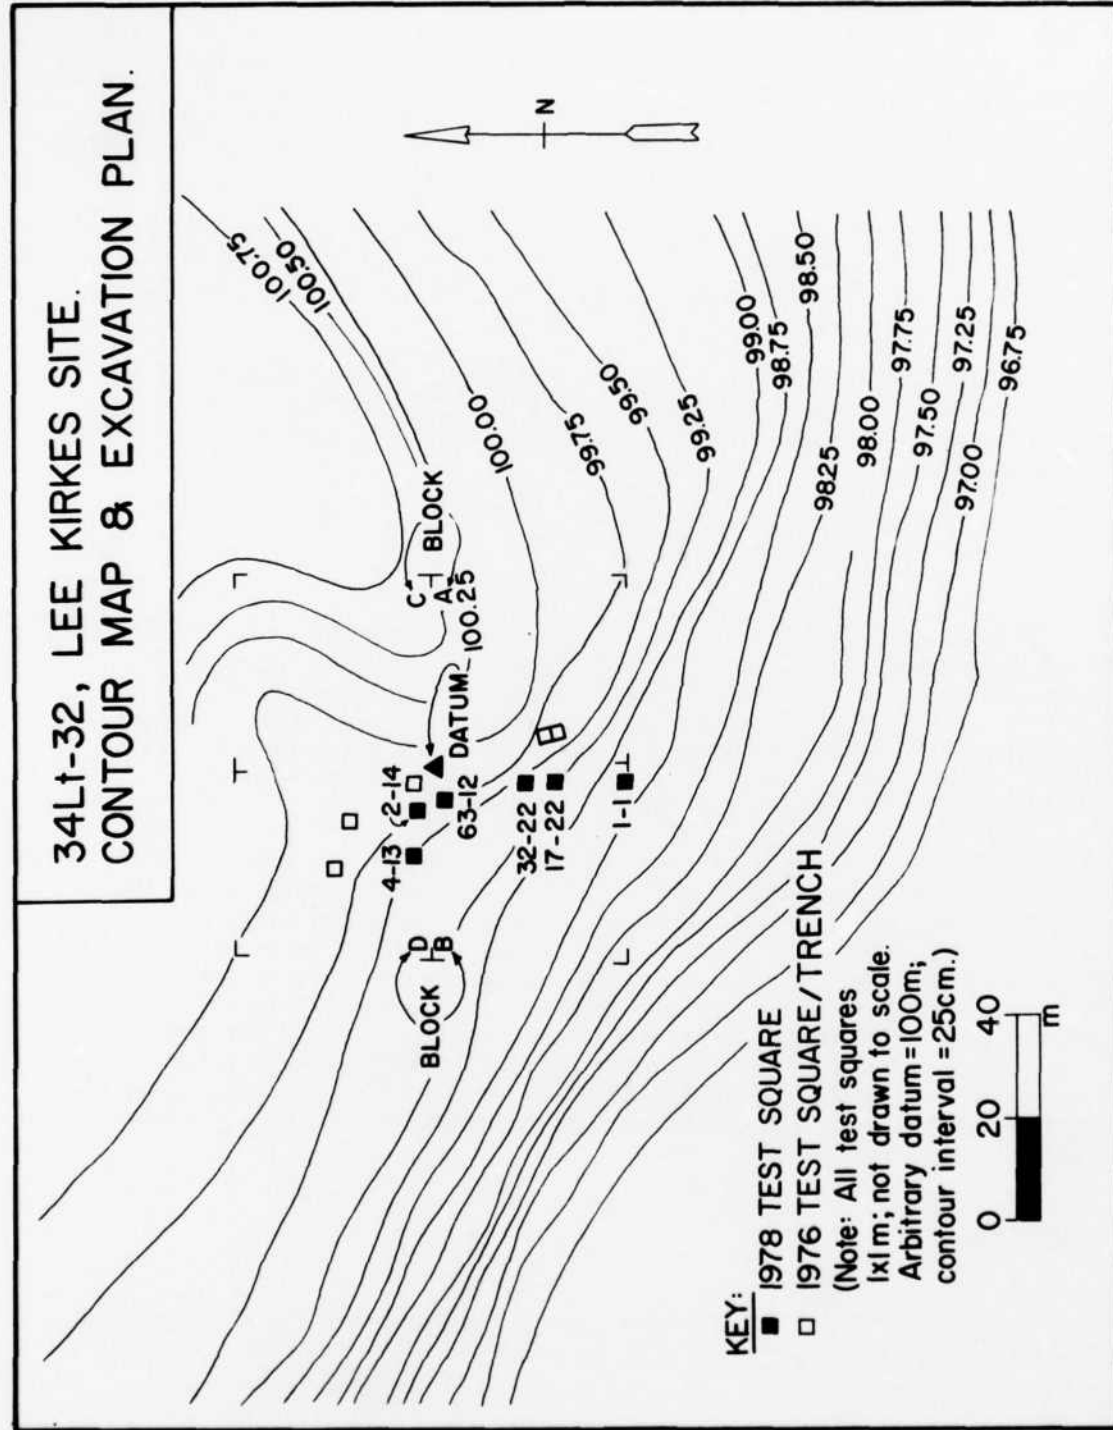 34Lt-32, LEE KIRKES SITE.
CONTOUR MAP & EXCAVATION PLAN.
N
100.75
100.50
BLOCK
C
A
100.25
DATUM
100.00
99.75
99.50
99.25
99.00
98.75
98.50
98.25
98.00
97.75
97.50
97.25
97.00
96.75
2-14
4-13
63-12
32-22
17-22
1-1
BLOCK
D
B
KEY:
1978 TEST SQUARE
1976 TEST SQUARE/TRENCH
(Note: All test squares
1x1m; not drawn to scale.
Arbitrary datum=100m;
contour interval=25cm.)
0 20 40
m